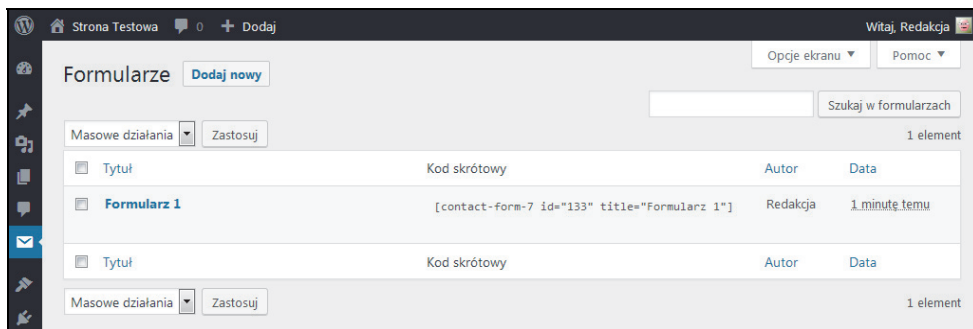 Strona Testowa 0 + Dodaj Witaj, Redakcja
Opcje ekranu ▼ Pomoc ▼
Formularze Dodaj nowy
Szukaj w formularzach
Masowe działania Zastosuj 1 element
Tytuł Kod skrótowy Autor Data
Formularz 1 [contact-form-7 id="133" title="Formularz 1"] Redakcja 1 minutę temu
Tytuł Kod skrótowy Autor Data
Masowe działania Zastosuj 1 element